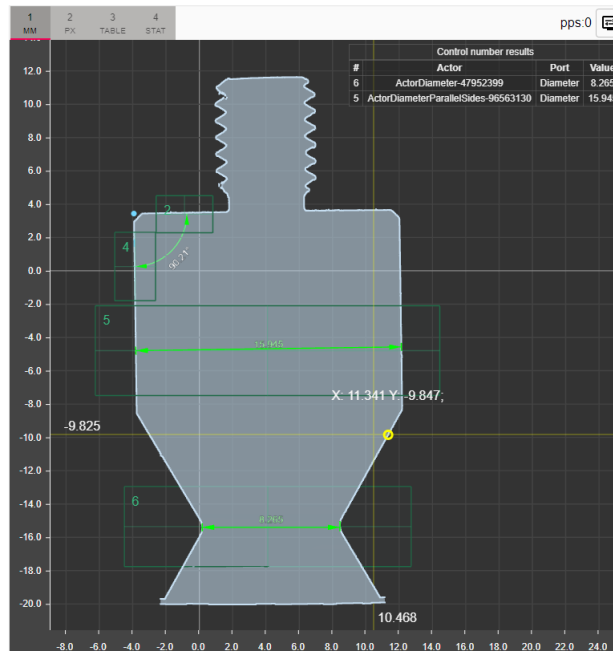 1 2 3 4
MM PX TABLE STAT
pps:0
Control number results
# Actor Port Value
6 ActorDiameter-47952399 Diameter 8.265
5 ActorDiameterParallelSides-96563130 Diameter 15.945
14.0
12.0
10.0
8.0
6.0
4.0
2.0
0.0
-2.0
-4.0
-6.0
-8.0
-10.0
-12.0
-14.0
-16.0
-18.0
-20.0
4
90.21°
5
15.945
X: 11.341 Y: -9.847;
-9.825
6
8.265
10.468
-8.0 -6.0 -4.0 -2.0 0.0 2.0 4.0 6.0 8.0 10.0 12.0 14.0 16.0 18.0 20.0 22.0 24.0